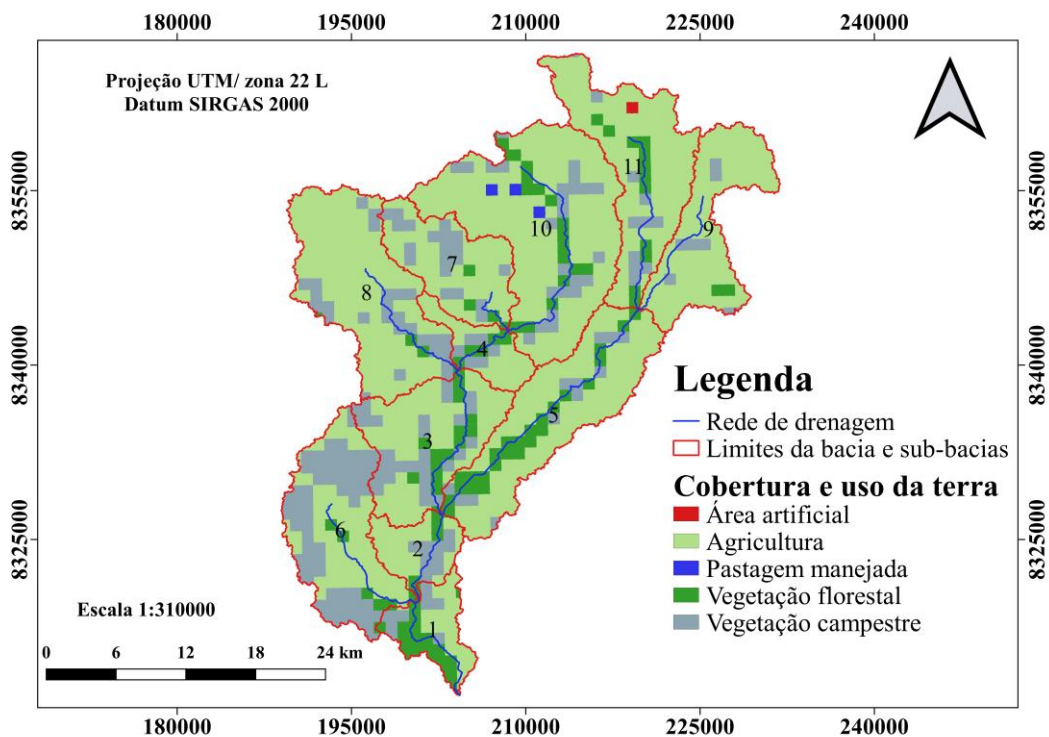 180000 195000 210000 225000 240000
Projeção UTM/ zona 22 L
Datum SIRGAS 2000
8355000
8355000
11
9
10
7
8
4
8340000
8340000
5
3
Legenda
Rede de drenagem
Limites da bacia e sub-bacias
Cobertura e uso da terra
Área artificial
Agricultura
Pastagem manejada
Vegetação florestal
Vegetação campestre
8325000
8325000
6
2
1
Escala 1:310000
0 6 12 18 24 km
180000 195000 210000 225000 240000